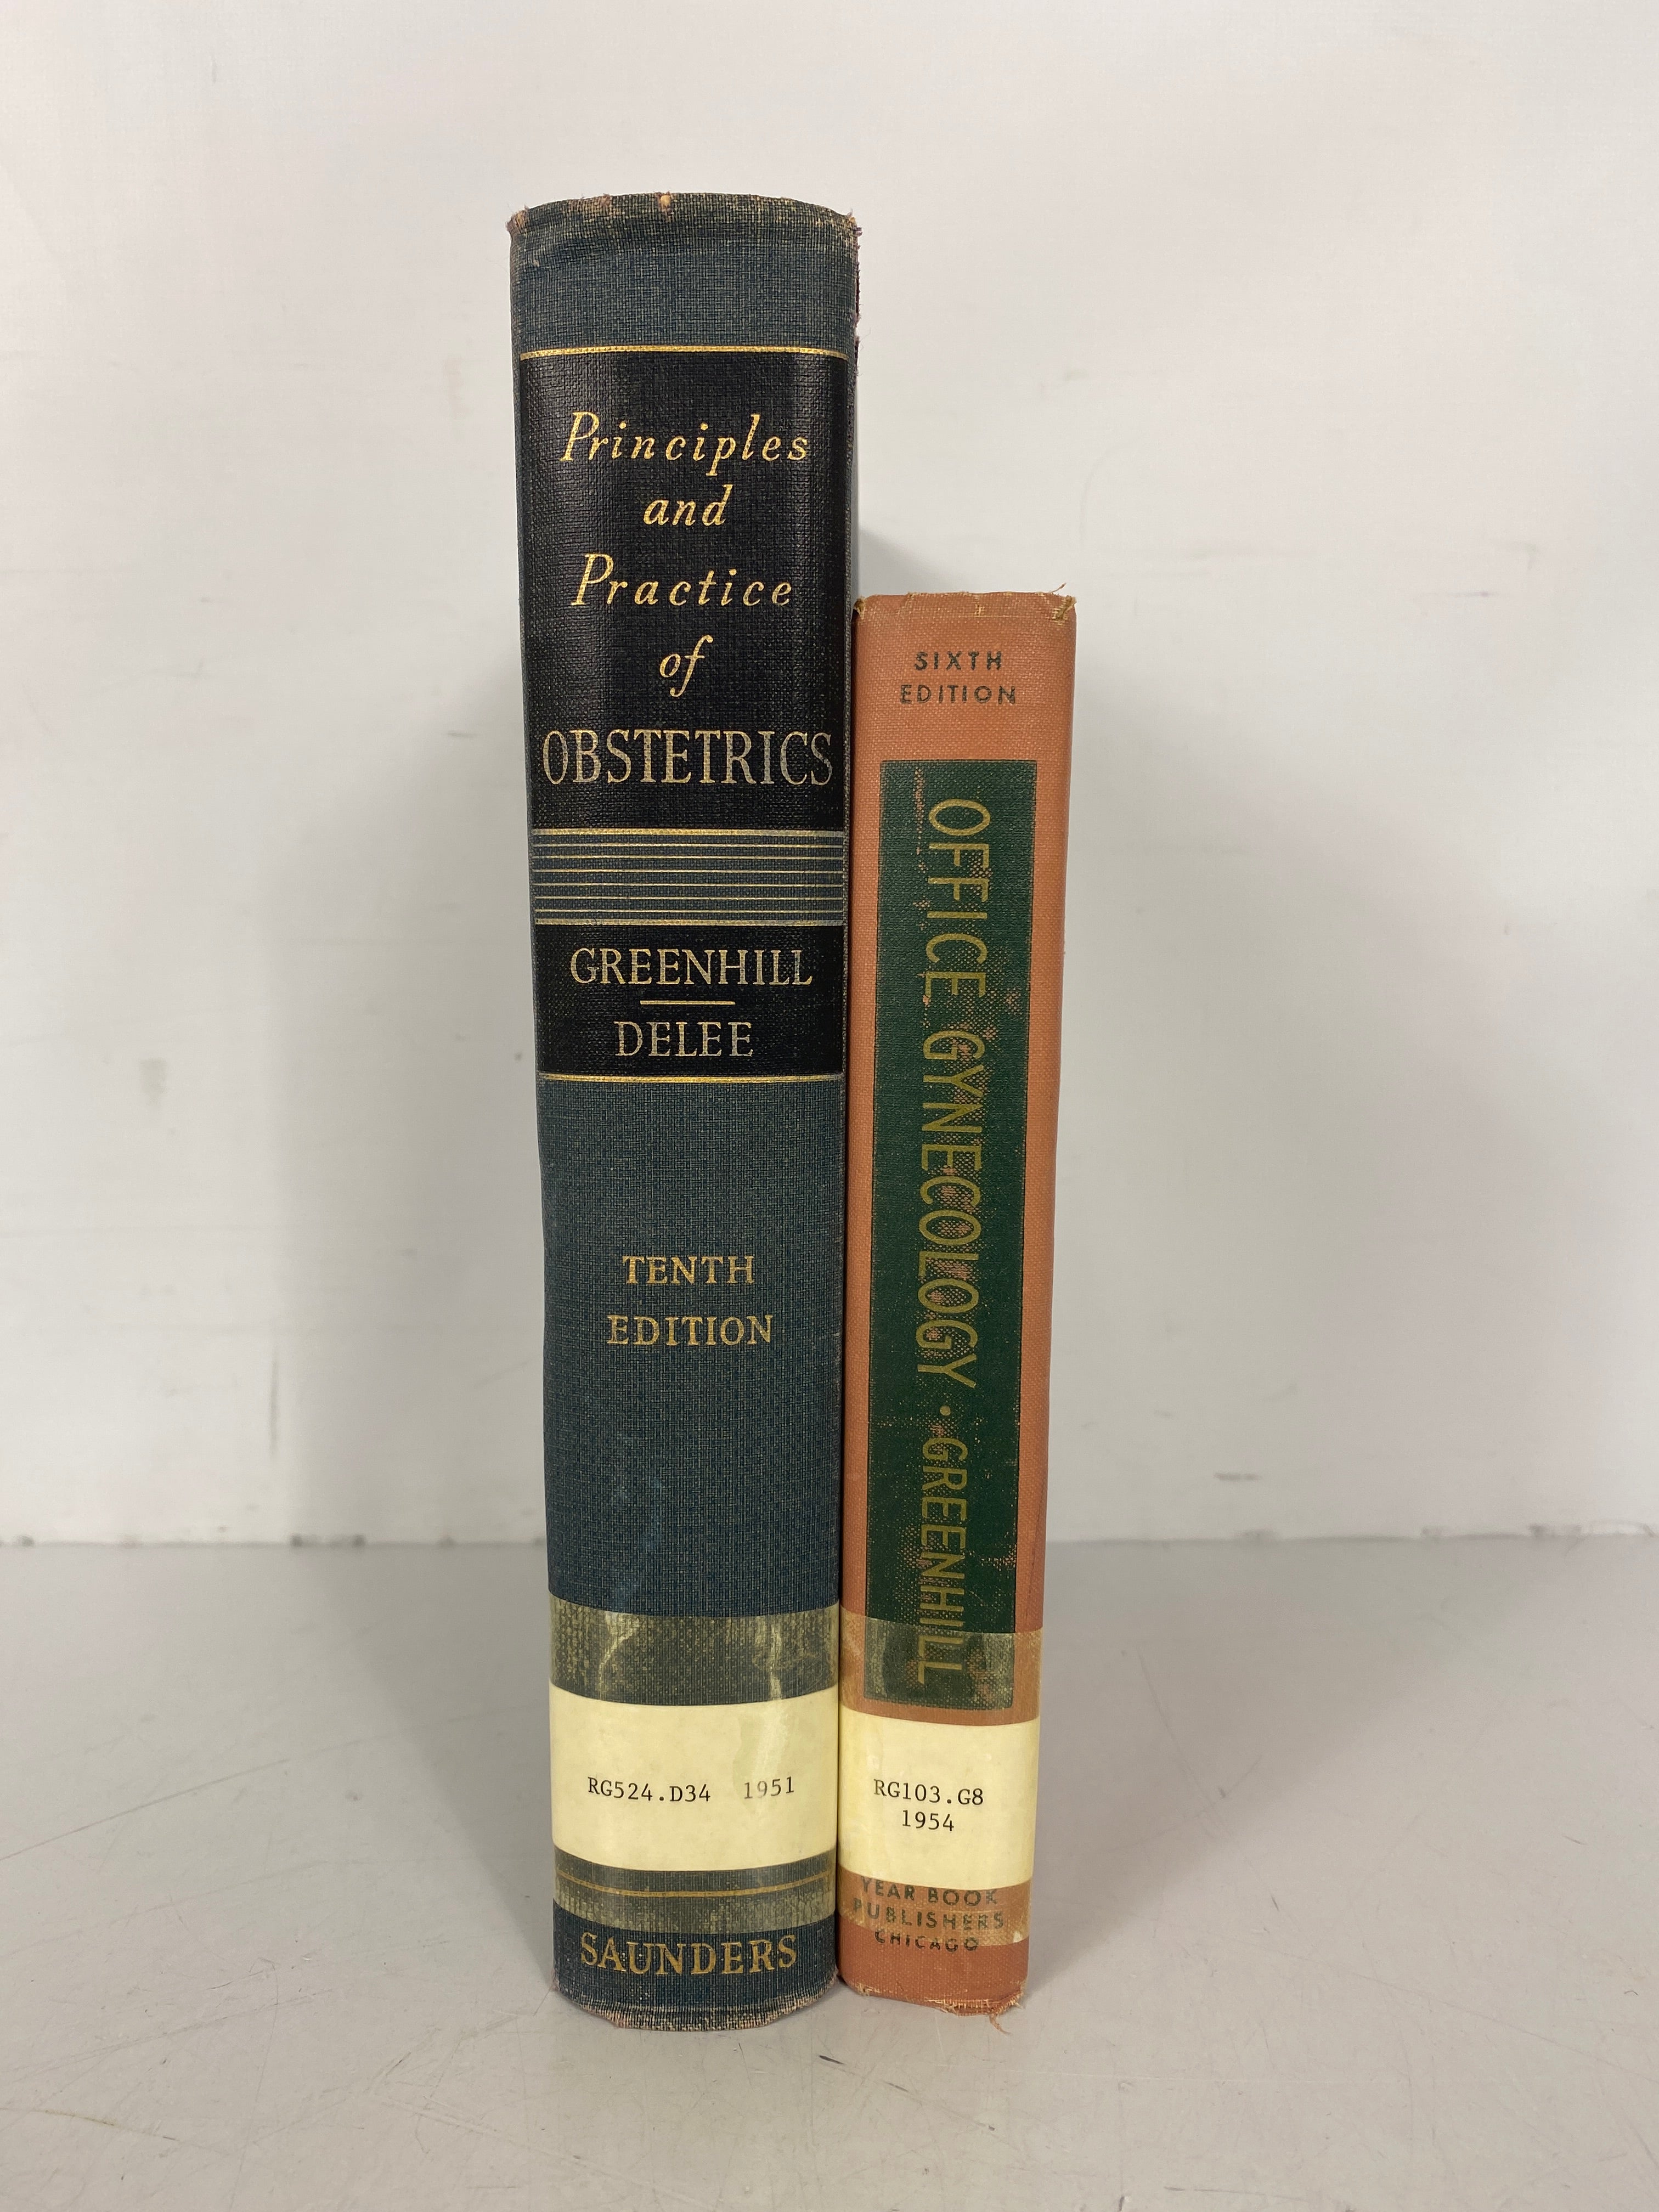 Principles
and
Practice
of
OBSTETRICS
GREENHILL
DELEE
TENTH
EDITION
RG524.D34 1951
SAUNDERS
SIXTH
EDITION
OFFICE GYNECOLOGY • GREENHILL
RG103.G8
1954
YEAR BOOK
PUBLISHERS
CHICAGO